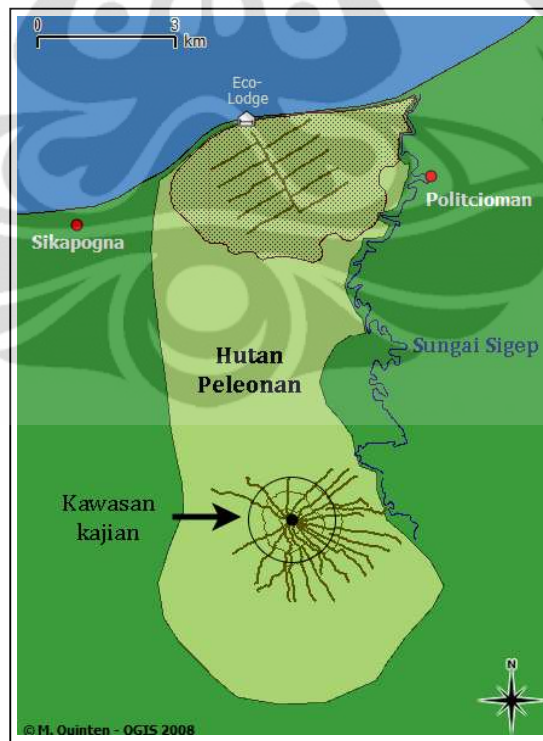 0 3
km
Eco-
Lodge
Politcioman
Sikapogna
Sungai Sigep
Hutan
Peleonan
Kawasan
kajian
N
© M. Quinten - OGIS 2008